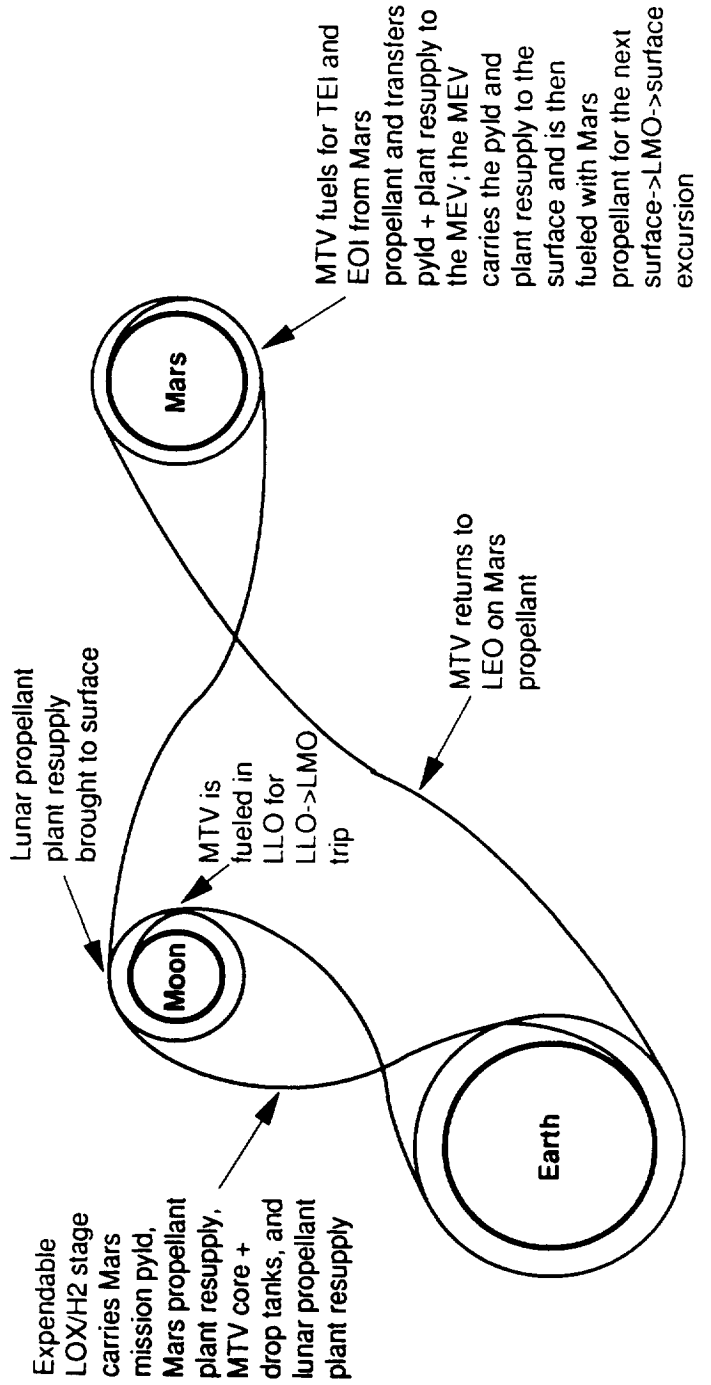 Lunar propellant
plant resupply
brought to surface
Expendable
LOX/H2 stage
carries Mars
mission pyld,
Mars propellant
plant resupply,
MTV core +
drop tanks, and
lunar propellant
plant resupply
Moon
MTV is
fueled in
LLO for
LLO->LMO
trip
Mars
MTV fuels for TEI and
EOI from Mars
propellant and transfers
pyld + plant resupply to
the MEV; the MEV
carries the pyld and
plant resupply to the
surface and is then
fueled with Mars
propellant for the next
surface->LMO->surface
excursion
MTV returns to
LEO on Mars
propellant
Earth